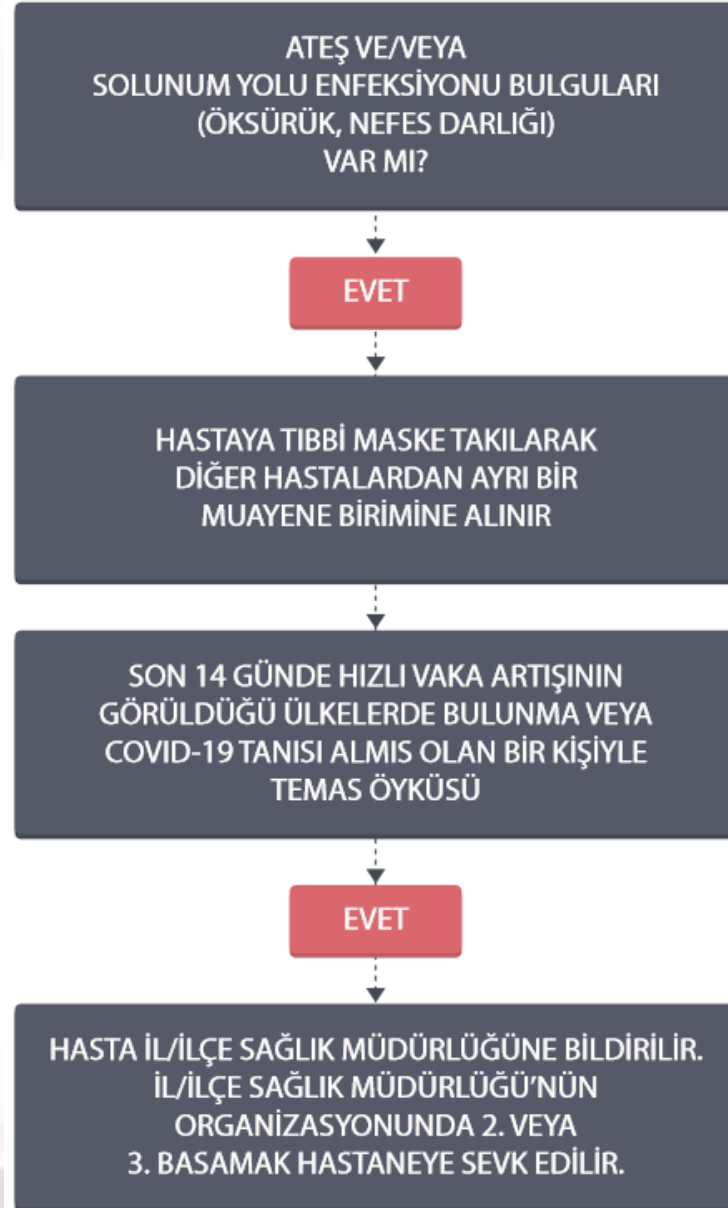 ATEŞ VE/VEYA
SOLUNUM YOLU ENFEKSİYONU BULGULARI
(ÖKSÜRÜK, NEFES DARLIĞI)
VAR MI?
EVET
HASTAYA TIBBİ MASKE TAKILARAK
DİĞER HASTALARDAN AYRI BİR
MUAYENE BİRİMİNE ALINIR
SON 14 GÜNDE HIZLI VAKA ARTIŞININ
GÖRÜLDÜĞÜ ÜLKELERDE BULUNMA VEYA
COVID-19 TANISI ALMIS OLAN BİR KİŞİYLE
TEMAS ÖYKÜSÜ
EVET
HASTA İL/İLÇE SAĞLIK MÜDÜRLÜĞÜNE BİLDİRİLİR.
İL/İLÇE SAĞLIK MÜDÜRLÜĞÜ'NÜN
ORGANİZASYONUNDA 2. VEYA
3. BASAMAK HASTANEYE SEVK EDİLİR.